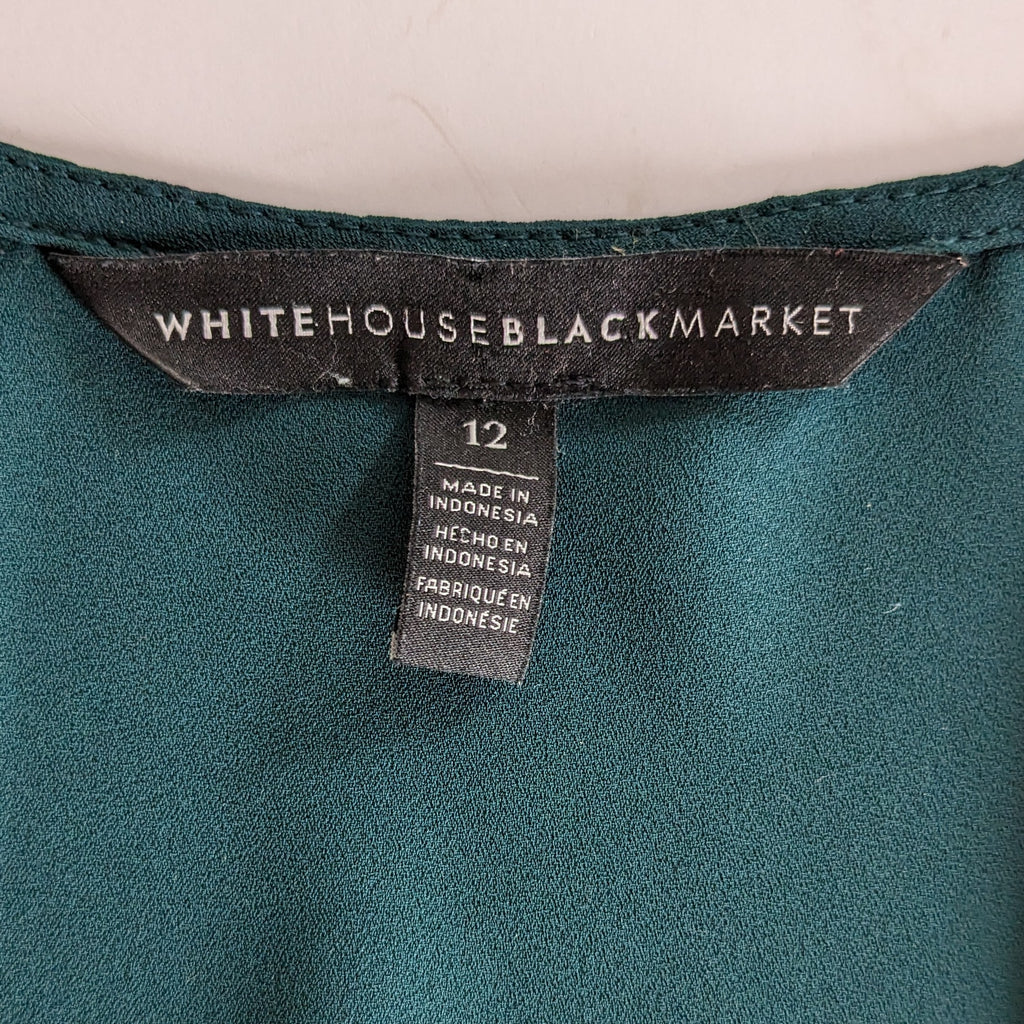 WHITEHOUSEBLACKMARKET
12
MADE IN
INDONESIA
HECHO EN
INDONESIA
FABRIQUÉ EN
INDONÉSIE